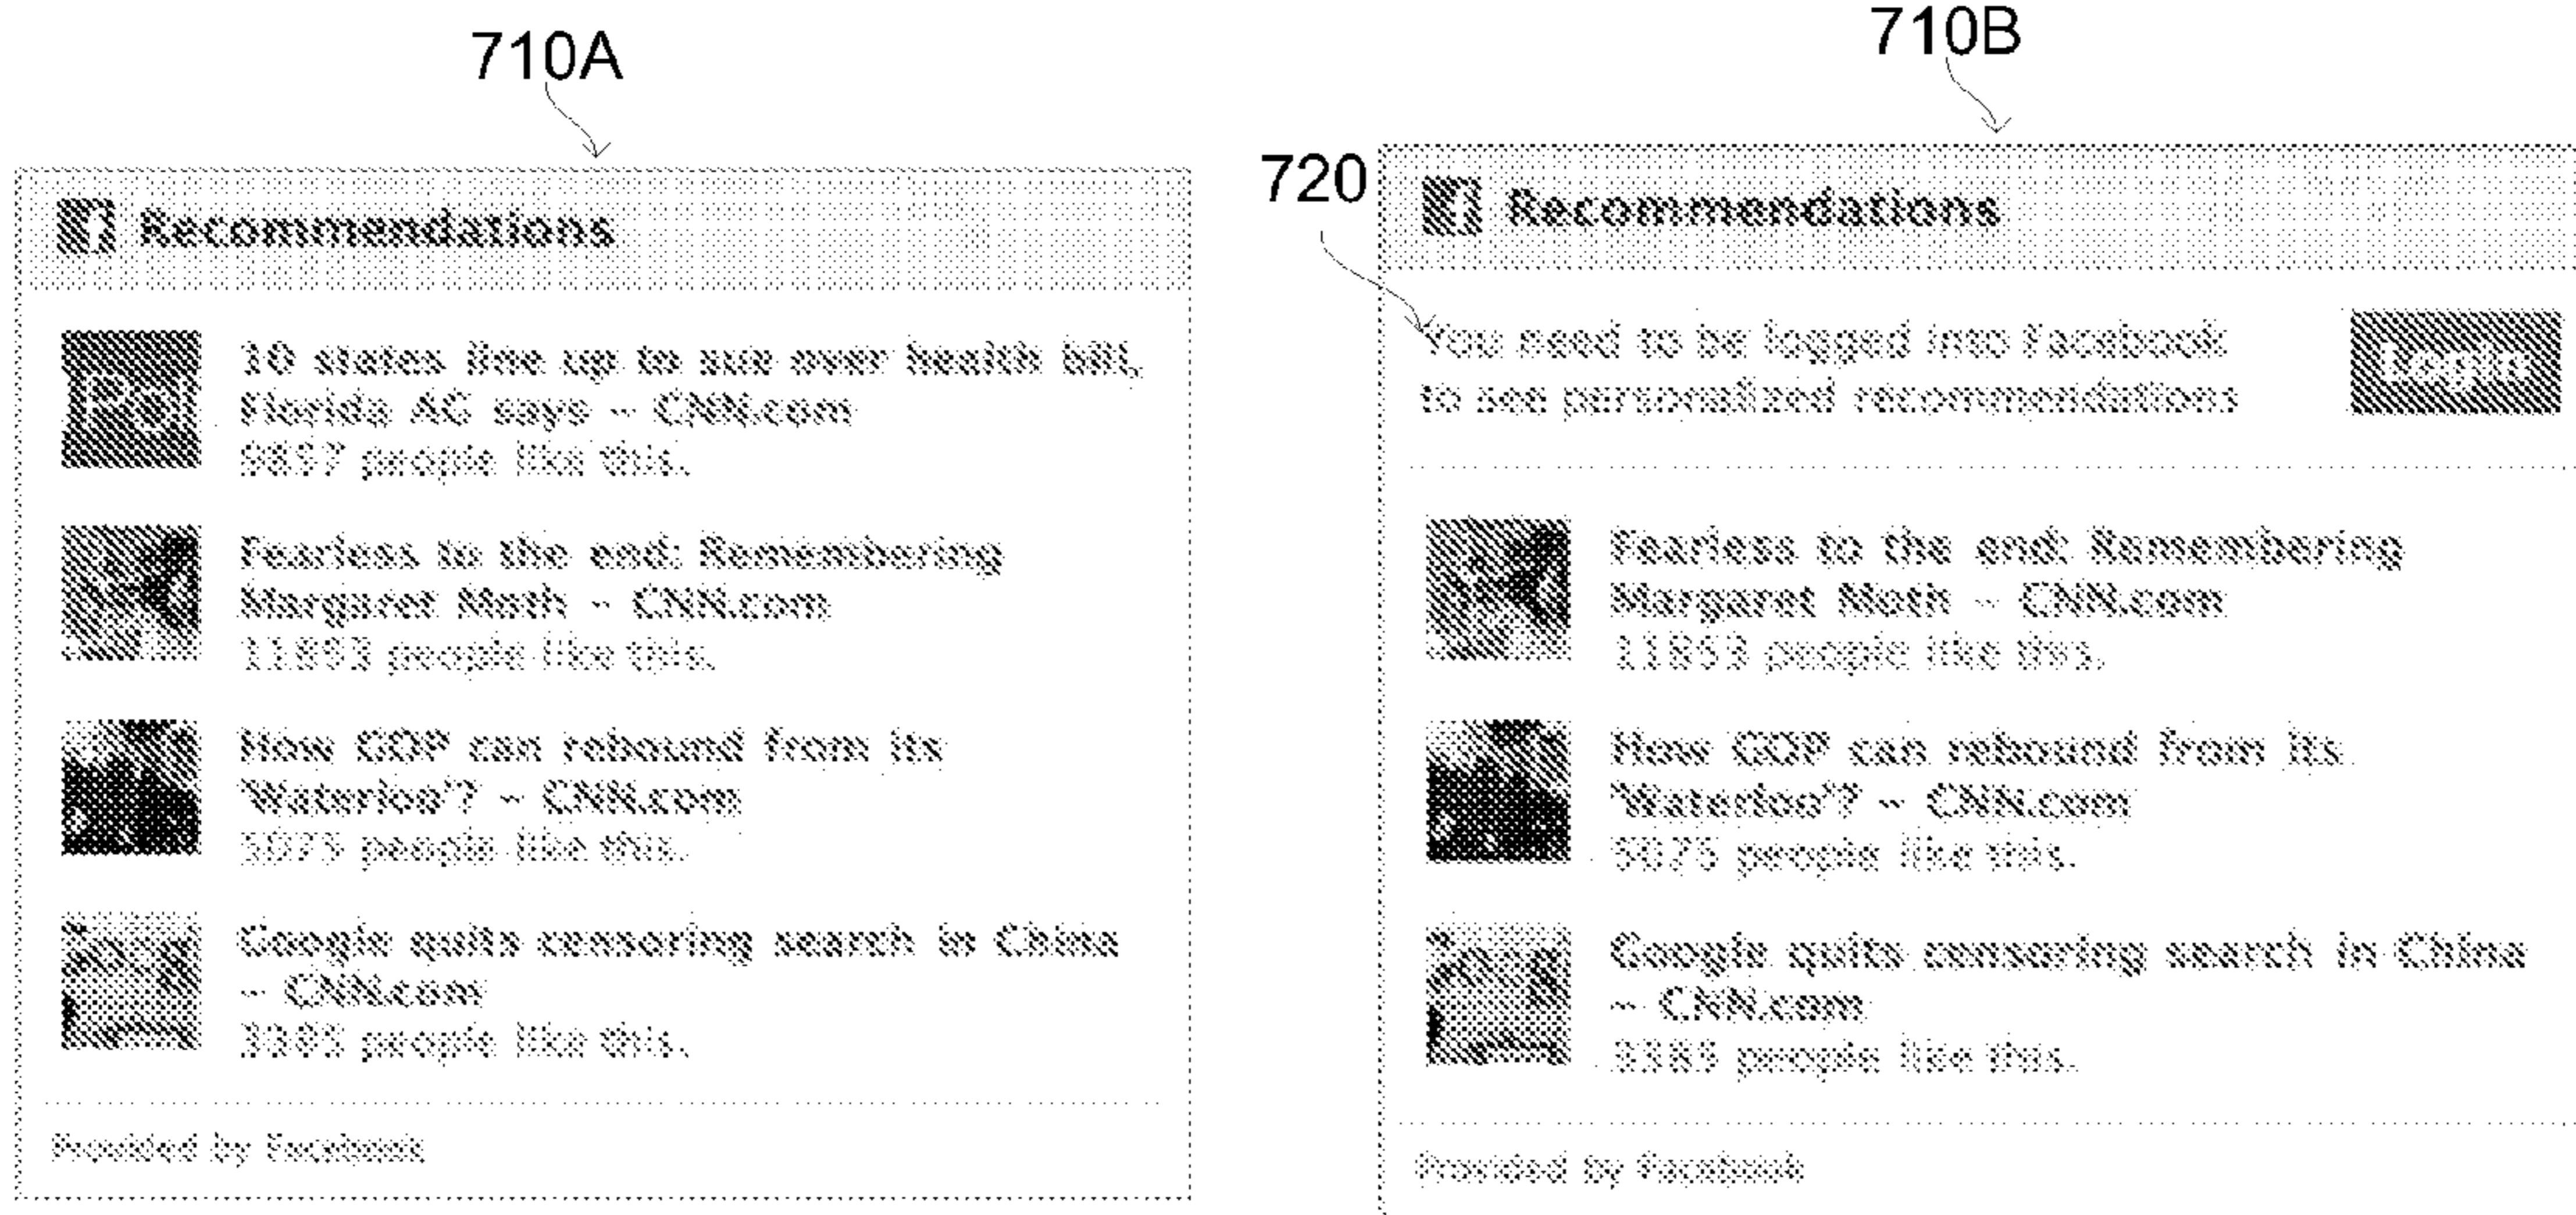 710A
Recommendations
10 states line up to sue over health bill,
Florida AG says - CNN.com
people like this.
Fearless to the end: Remembering
Margaret Moth - CNN.com
people like this.
How GOP can rebound from its
'Waterloo'? - CNN.com
5075 people like this.
Google quits censoring search in China
- CNN.com
people like this.
Provided by Facebook
710B
720
Recommendations
You need to be logged into Facebook
to see personalized recommendations
Login
Fearless to the end: Remembering
Margaret Moth - CNN.com
people like this.
How GOP can rebound from its
'Waterloo'? - CNN.com
5075 people like this.
Google quits censoring search in China
- CNN.com
people like this.
Provided by Facebook